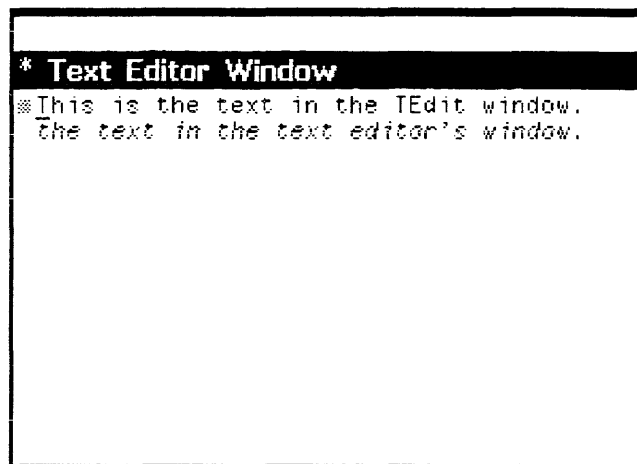 * Text Editor Window
This is the text in the TEdit window.
the text in the text editor's window.